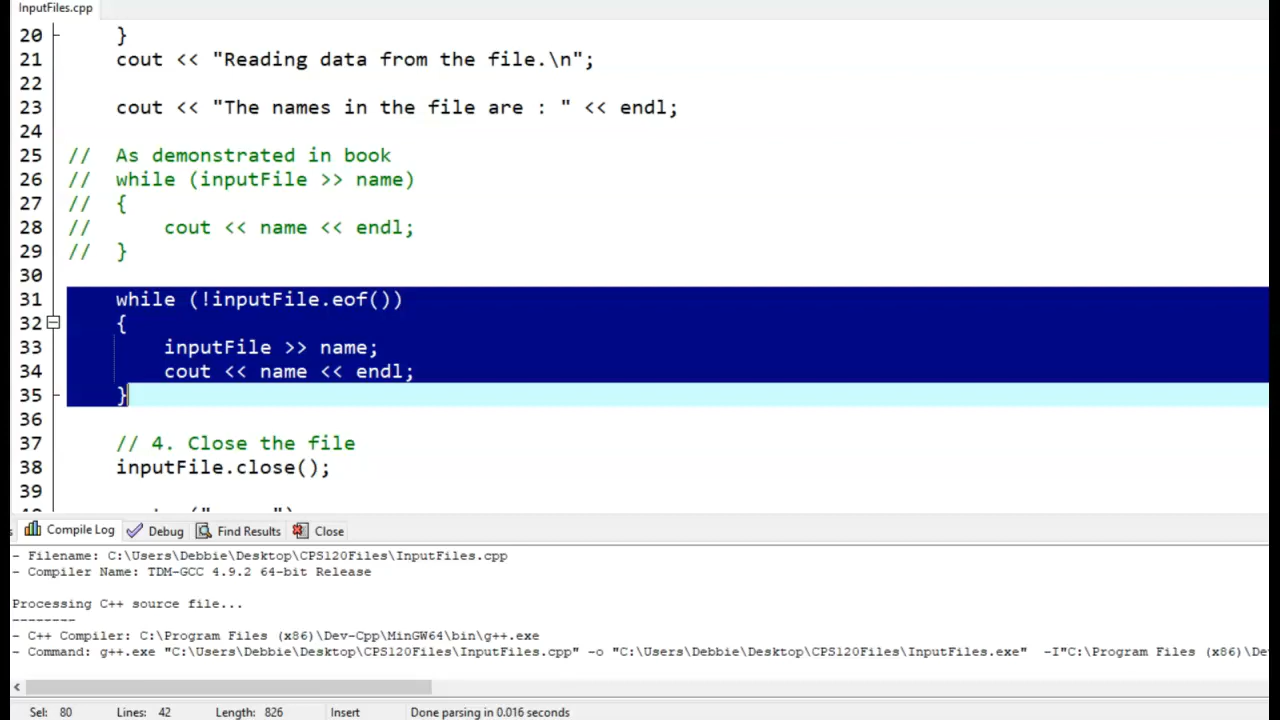 InputFiles.cpp
20 }
21 cout << "Reading data from the file.\n";
22
23 cout << "The names in the file are : " << endl;
24
25 // As demonstrated in book
26 // while (inputFile >> name)
27 // {
28 // cout << name << endl;
29 // }
30
31 while (!inputFile.eof())
32 {
33 inputFile >> name;
34 cout << name << endl;
35 }
36
37 // 4. Close the file
38 inputFile.close();
39
Compile Log Debug Find Results Close
- Filename: C:\Users\Debbie\Desktop\CPS120Files\InputFiles.cpp
- Compiler Name: TDM-GCC 4.9.2 64-bit Release
Processing C++ source file...
--------
- C++ Compiler: C:\Program Files (x86)\Dev-Cpp\MinGW64\bin\g++.exe
- Command: g++.exe "C:\Users\Debbie\Desktop\CPS120Files\InputFiles.cpp" -o "C:\Users\Debbie\Desktop\CPS120Files\InputFiles.exe" -I"C:\Program Files (x86)\De
Sel: 80 Lines: 42 Length: 826 Insert Done parsing in 0.016 seconds